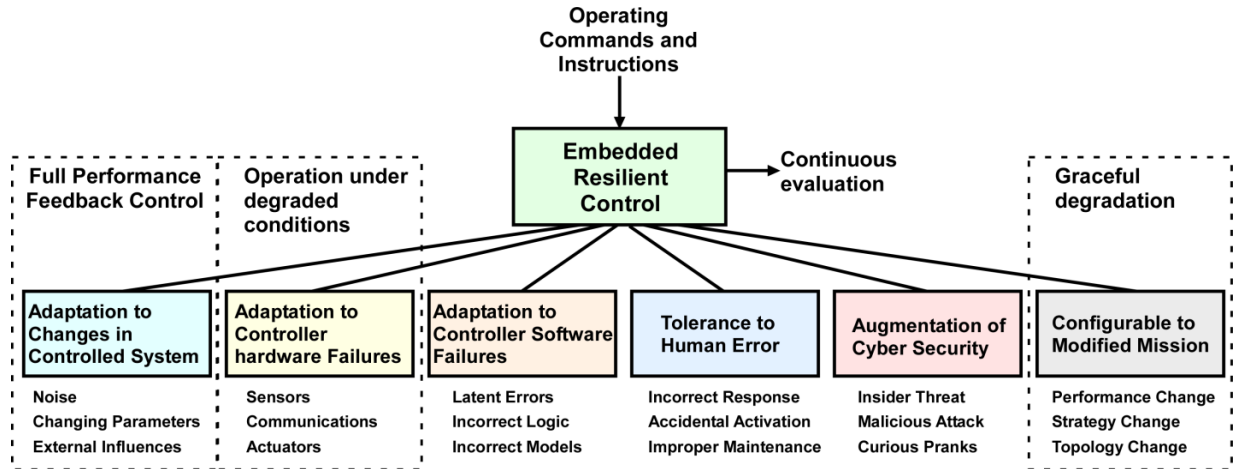 Operating
Commands and
Instructions
Embedded
Resilient
Control
Continuous
evaluation
Full Performance
Feedback Control
Operation under
degraded
conditions
Graceful
degradation
Adaptation to
Changes in
Controlled System
Adaptation to
Controller
hardware Failures
Adaptation to
Controller Software
Failures
Tolerance to
Human Error
Augmentation of
Cyber Security
Configurable to
Modified Mission
Noise
Changing Parameters
External Influences
Sensors
Communications
Actuators
Latent Errors
Incorrect Logic
Incorrect Models
Incorrect Response
Accidental Activation
Improper Maintenance
Insider Threat
Malicious Attack
Curious Pranks
Performance Change
Strategy Change
Topology Change